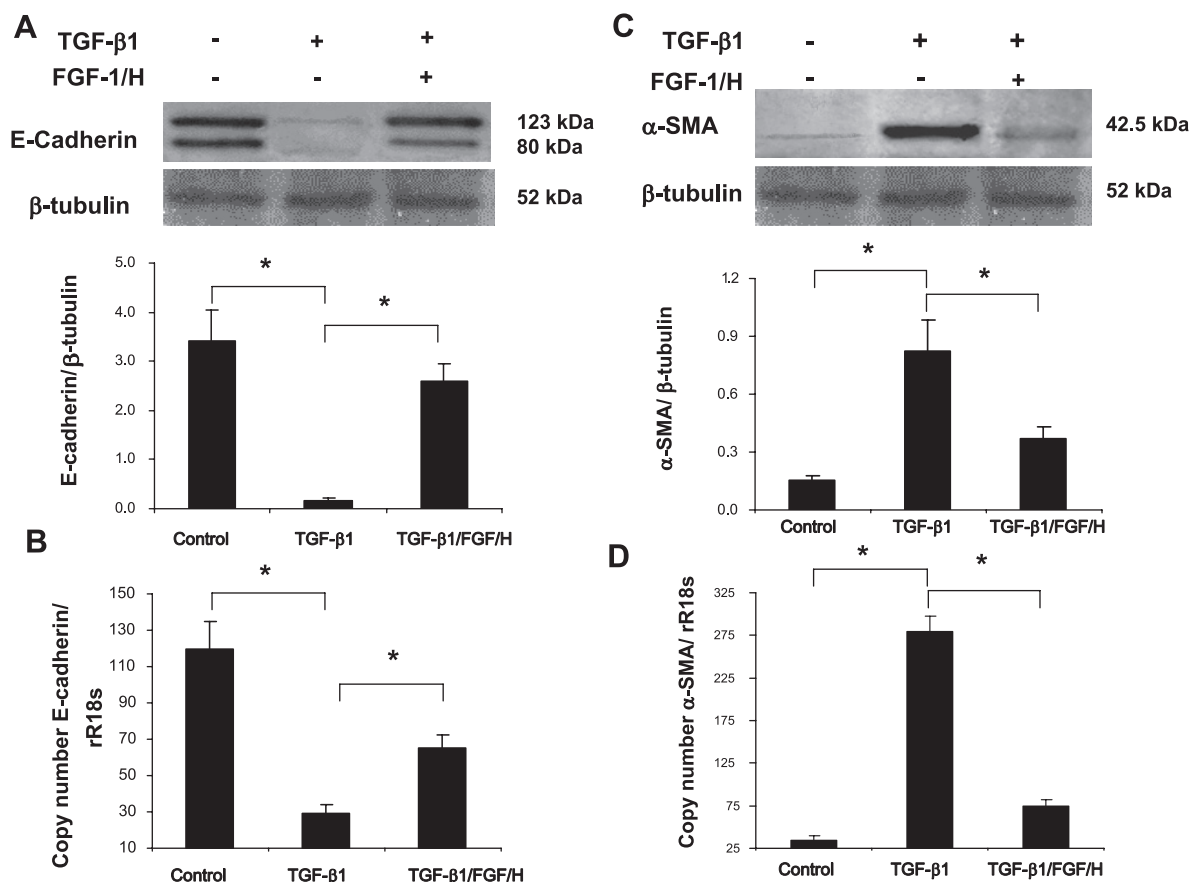 A
TGF-β1 - + +
FGF-1/H - - +
E-Cadherin
123 kDa
80 kDa
β-tubulin
52 kDa
E-cadherin/ β-tubulin
5.0
4.0
3.0
2.0
1.0
0.0
Control TGF-β1 TGF-β1/FGF/H
*
*
B
Copy number E-cadherin/
rR18s
150
130
110
90
70
50
30
10
Control TGF-β1 TGF-β1/FGF/H
*
*
C
TGF-β1 - + +
FGF-1/H - - +
α-SMA
42.5 kDa
β-tubulin
52 kDa
α-SMA/ β-tubulin
1.2
0.9
0.6
0.3
0.0
Control TGF-β1 TGF-β1/FGF/H
*
*
D
Copy number α-SMA/ rR18s
325
275
225
175
125
75
25
Control TGF-β1 TGF-β1/FGF/H
*
*